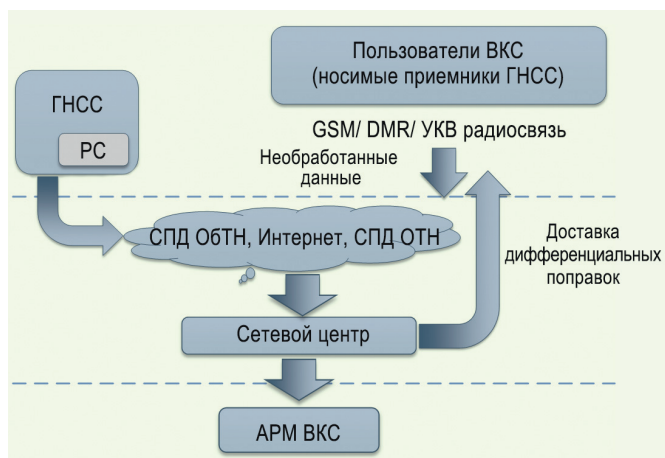 Пользователи ВКС
(носимые приемники ГНСС)
ГНСС
РС
GSM/ DMR/ УКВ радиосвязь
Необработанные
данные
СПД ОбТН, Интернет, СПД ОТН
Доставка
дифференциальных
поправок
Сетевой центр
АРМ ВКС